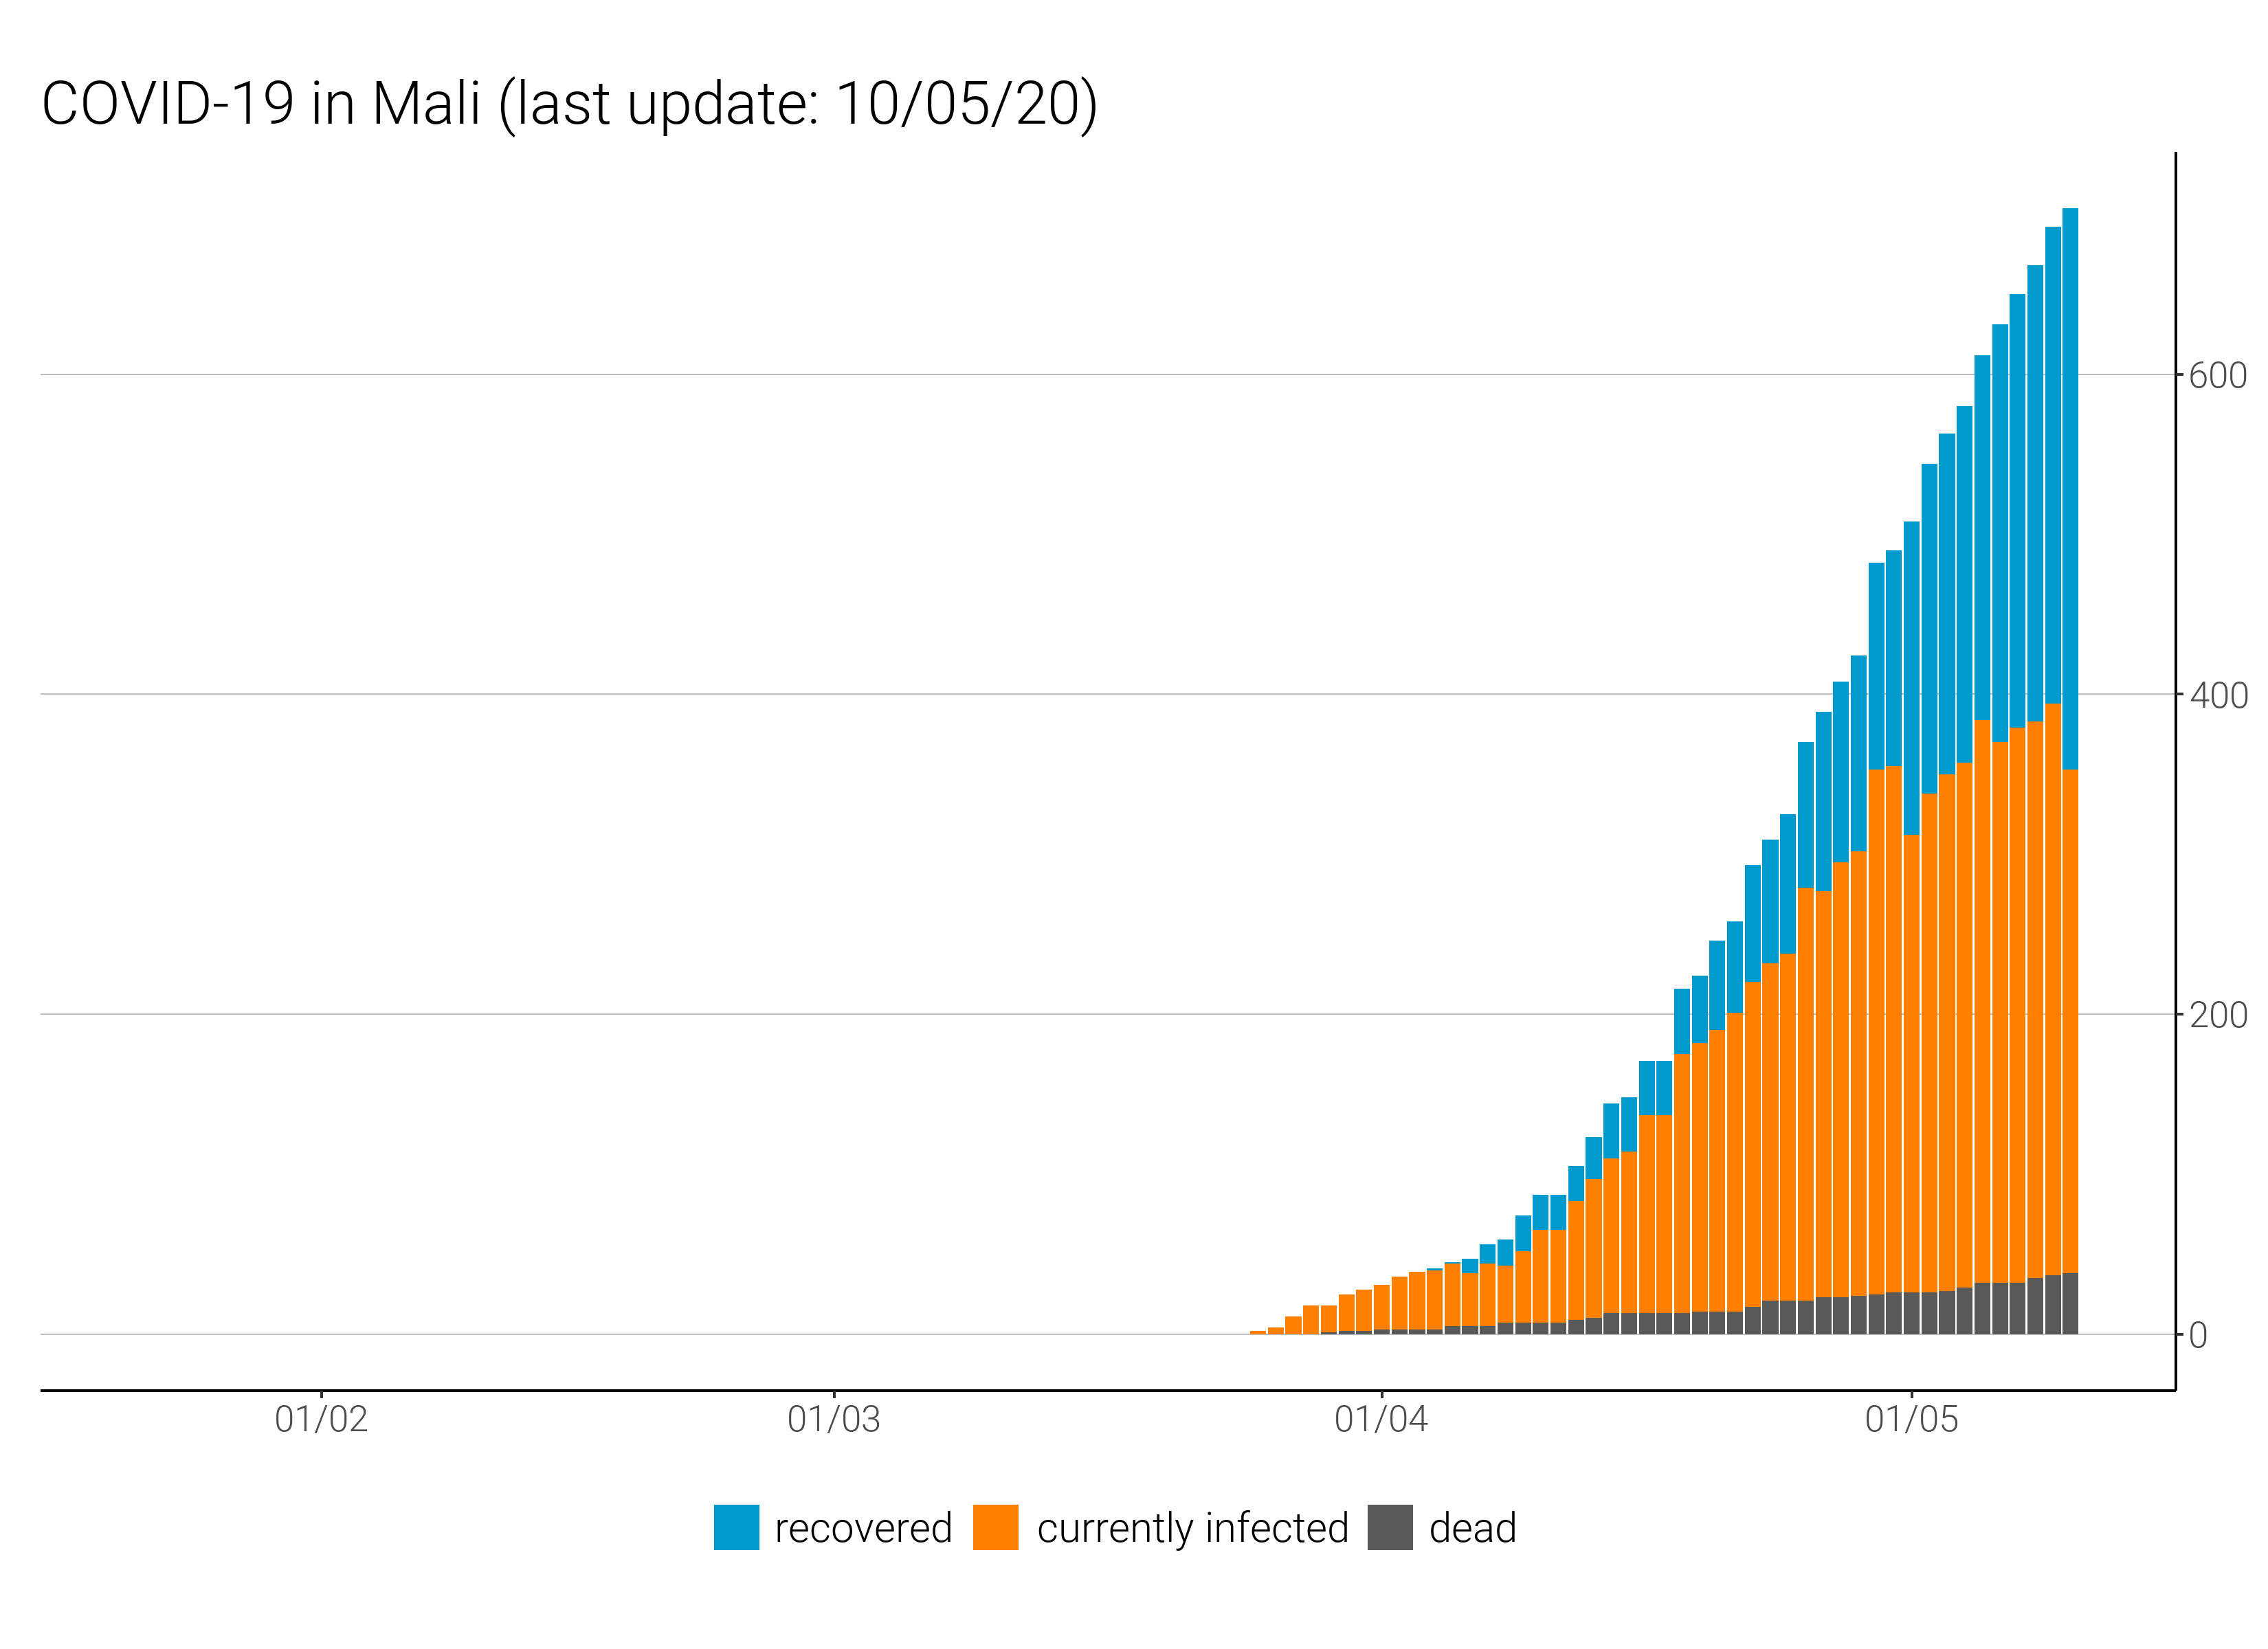 COVID-19 in Mali (last update: 10/05/20)
600
400
200
0
01/02 01/03 01/04 01/05
recovered currently infected dead